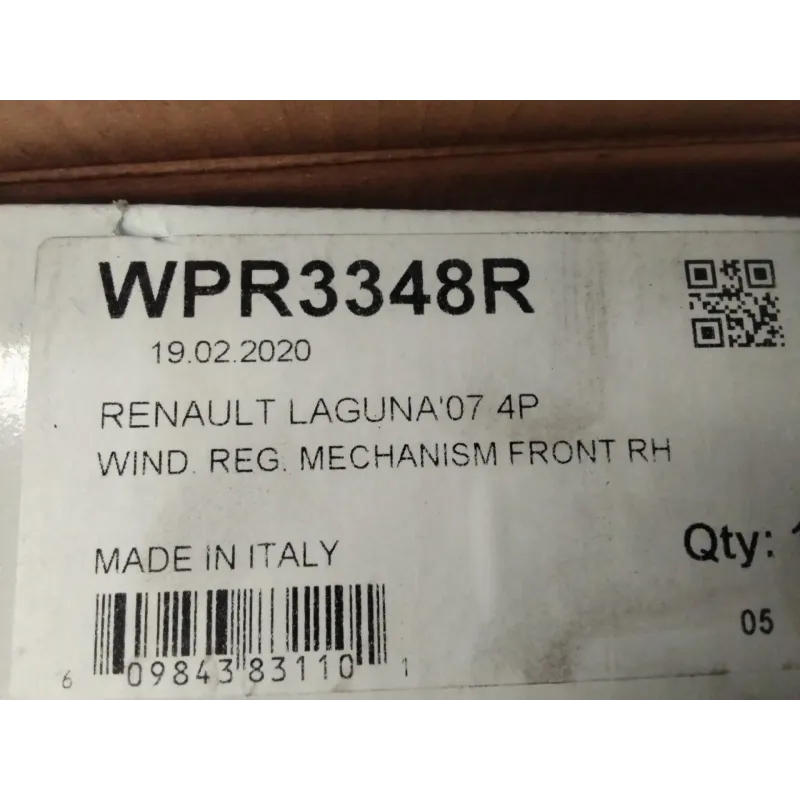 WPR3348R
19.02.2020
RENAULT LAGUNA'07 4P
WIND. REG. MECHANISM FRONT RH
MADE IN ITALY
Qty:
05
6 09843 83110 1